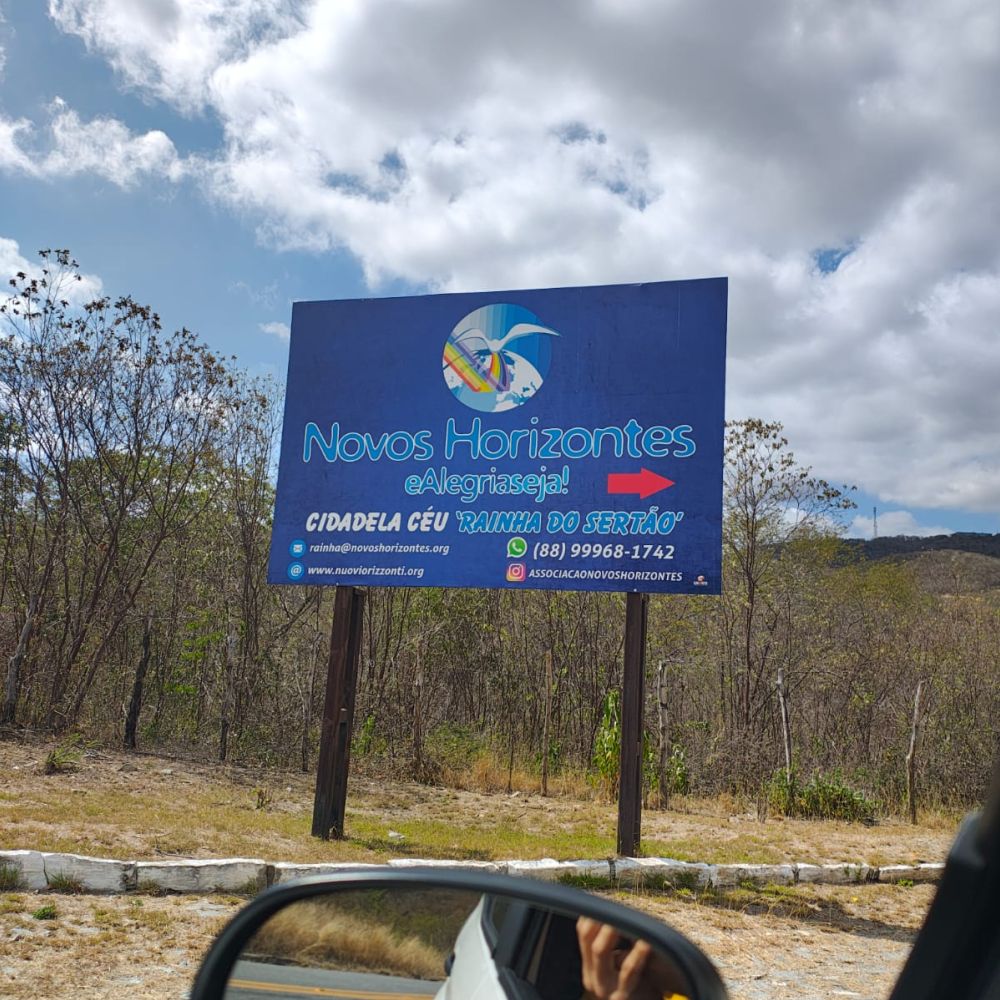 Novos Horizontes
eAlegriaseja!
CIDADELA CÉU 'RAINHA DO SERTÃO'
rainha@novoshorizontes.org
(88) 99968-1742
www.nuoviorizzonti.org
ASSOCIACAONOVOSHORIZONTES